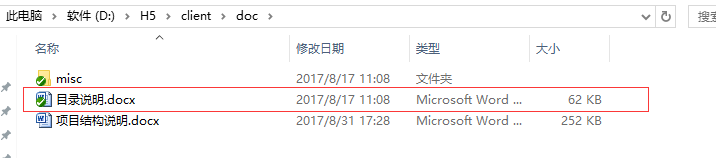 此电脑 > 软件 (D:) > H5 > client > doc >
搜索
名称 修改日期 类型 大小
misc 2017/8/17 11:08 文件夹
目录说明.docx 2017/8/17 11:08 Microsoft Word ... 62 KB
项目结构说明.docx 2017/8/31 17:28 Microsoft Word ... 252 KB